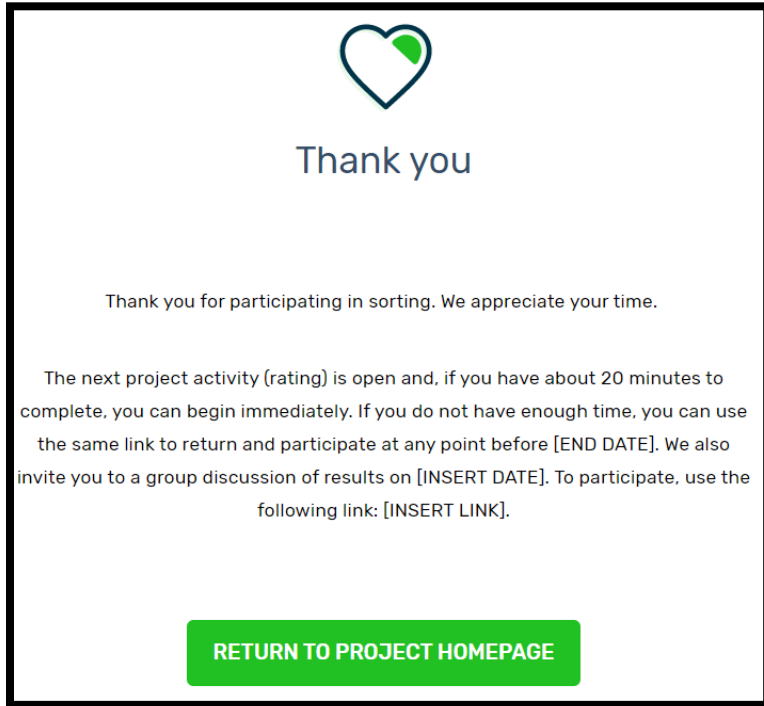 Thank you
Thank you for participating in sorting. We appreciate your time.
The next project activity (rating) is open and, if you have about 20 minutes to
complete, you can begin immediately. If you do not have enough time, you can use
the same link to return and participate at any point before [END DATE]. We also
invite you to a group discussion of results on [INSERT DATE]. To participate, use the
following link: [INSERT LINK].
RETURN TO PROJECT HOMEPAGE